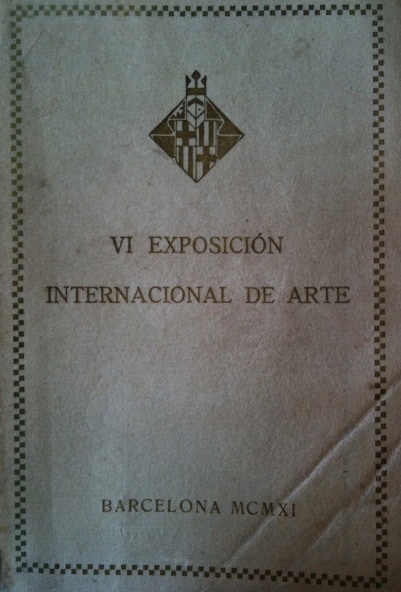 VI EXPOSICIÓN
INTERNACIONAL DE ARTE
BARCELONA MCMXI